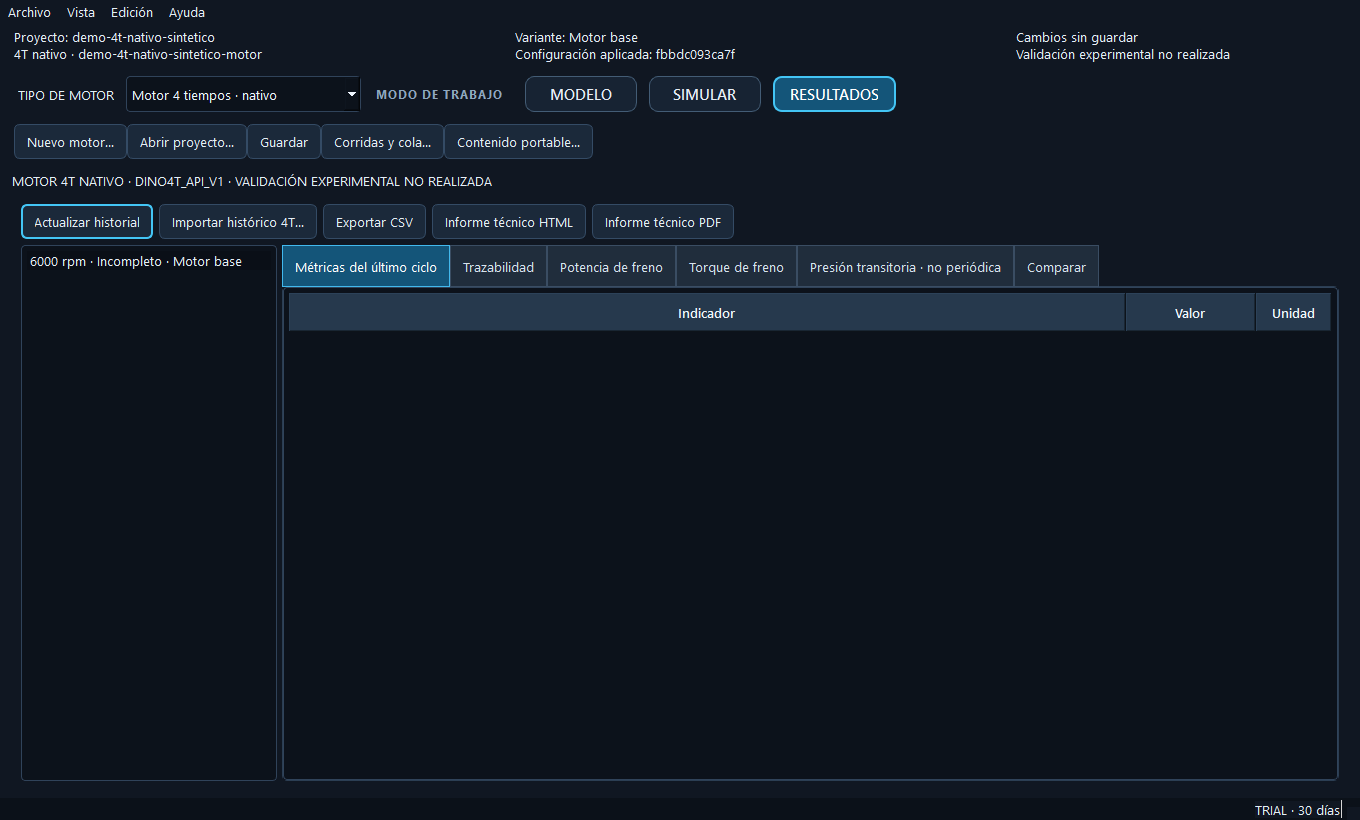 Archivo Vista Edición Ayuda
Proyecto: demo-4t-nativo-sintetico Variante: Motor base Cambios sin guardar
4T nativo · demo-4t-nativo-sintetico-motor Configuración aplicada: fbbdc093ca7f Validación experimental no realizada
TIPO DE MOTOR Motor 4 tiempos · nativo MODO DE TRABAJO MODELO SIMULAR RESULTADOS
Nuevo motor... Abrir proyecto... Guardar Corridas y cola... Contenido portable...
MOTOR 4T NATIVO · DINO4T_API_V1 · VALIDACIÓN EXPERIMENTAL NO REALIZADA
Actualizar historial Importar histórico 4T... Exportar CSV Informe técnico HTML Informe técnico PDF
6000 rpm · Incompleto · Motor base
Métricas del último ciclo Trazabilidad Potencia de freno Torque de freno Presión transitoria · no periódica Comparar
Indicador Valor Unidad
TRIAL · 30 días